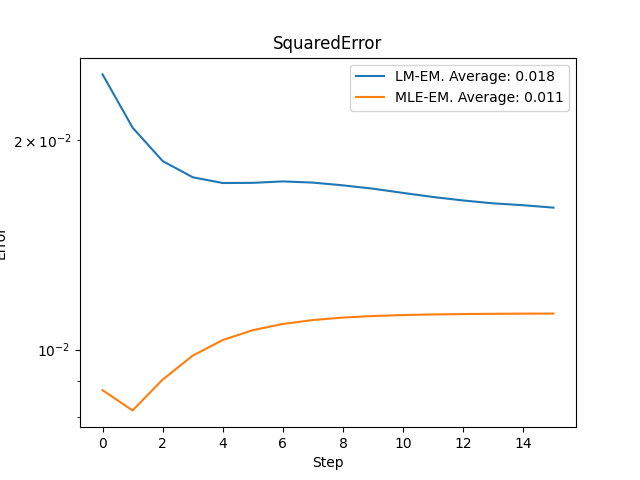 SquaredError
LM-EM. Average: 0.018
MLE-EM. Average: 0.011
2 × 10⁻²
10⁻²
Error
0 2 4 6 8 10 12 14
Step